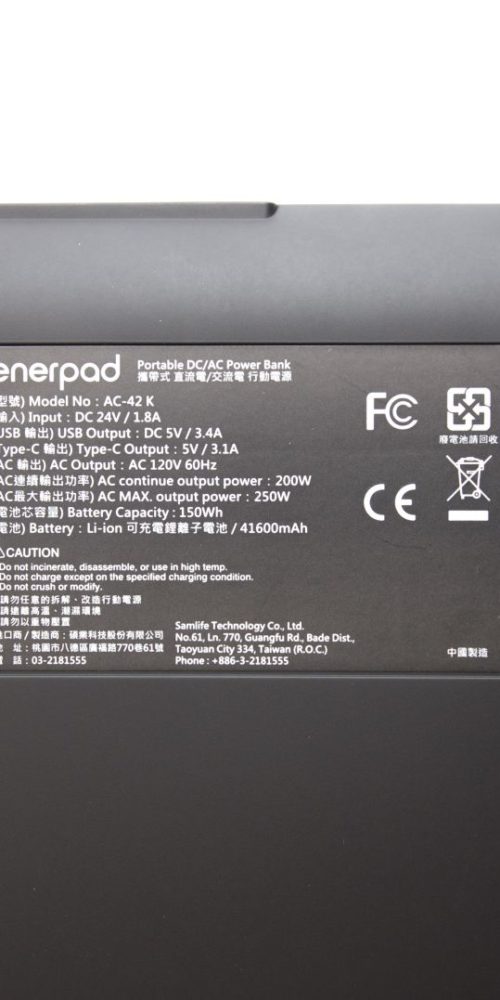 enerpad Portable DC/AC Power Bank
攜帶式 直流電/交流電 行動電源
型號) Model No : AC-42 K
輸入) Input : DC 24V / 1.8A
USB 輸出) USB Output : DC 5V / 3.4A
Type-C 輸出) Type-C Output : 5V / 3.1A
AC 輸出) AC Output : AC 120V 60Hz
AC連續輸出功率) AC continue output power : 200W
AC最大輸出功率) AC MAX. output power : 250W
電池芯容量) Battery Capacity : 150Wh
電池) Battery : Li-ion 可充電鋰離子電池 / 41600mAh
FC
廢電池請回收
CE
⚠CAUTION
Do not incinerate, disassemble, or use in high temp.
Do not charge except on the specified charging condition.
Do not crush or modify.
請勿任意的拆解、改造行動電源
請遠離高溫、潮濕環境
請勿以重物壓置
進口商 / 製造商 : 碩業科技股份有限公司
址 : 桃園市八德區廣福路770巷61號
電 話 : 03-2181555
Samlife Technology Co., Ltd.
No.61, Ln. 770, Guangfu Rd., Bade Dist.,
Taoyuan City 334, Taiwan (R.O.C.)
Phone : +886-3-2181555
中國製造